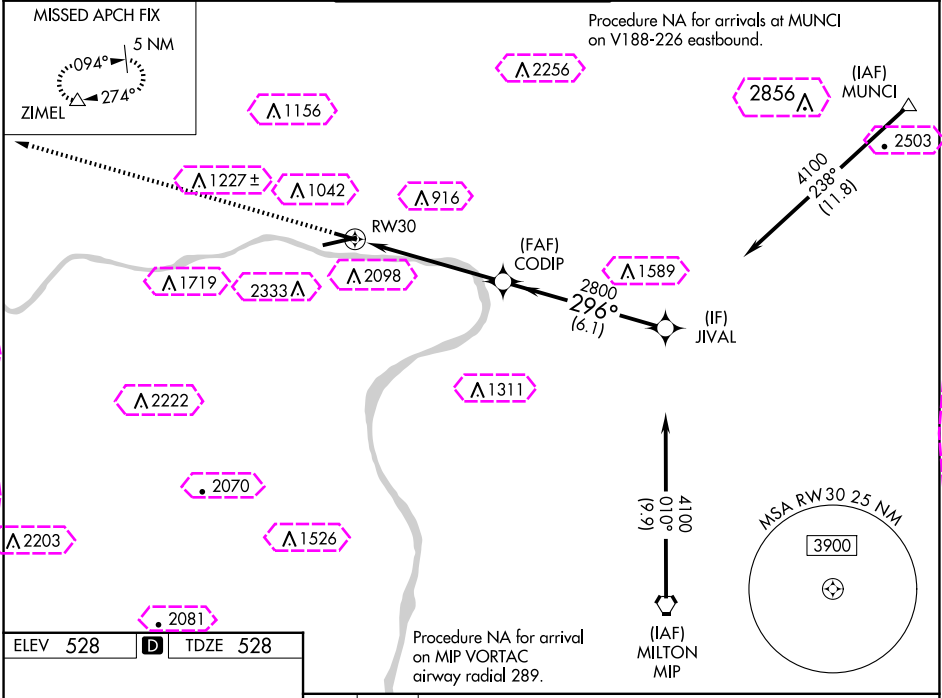 MISSED APCH FIX
5 NM
094°
274°
ZIMEL
Procedure NA for arrivals at MUNCI
on V188-226 eastbound.
2256
1156
2856
(IAF)
MUNCI
2503
4100
238°
(11.8)
1227 ±
1042
916
RW30
(FAF)
CODIP
1589
1719
2333
2098
2800
296°
(6.1)
(IF)
JIVAL
2222
1311
2070
4100
010°
(9.9)
MSA RW30 25 NM
3900
2203
1526
2081
(IAF)
MILTON
MIP
Procedure NA for arrival
on MIP VORTAC
airway radial 289.
ELEV 528 D TDZE 528